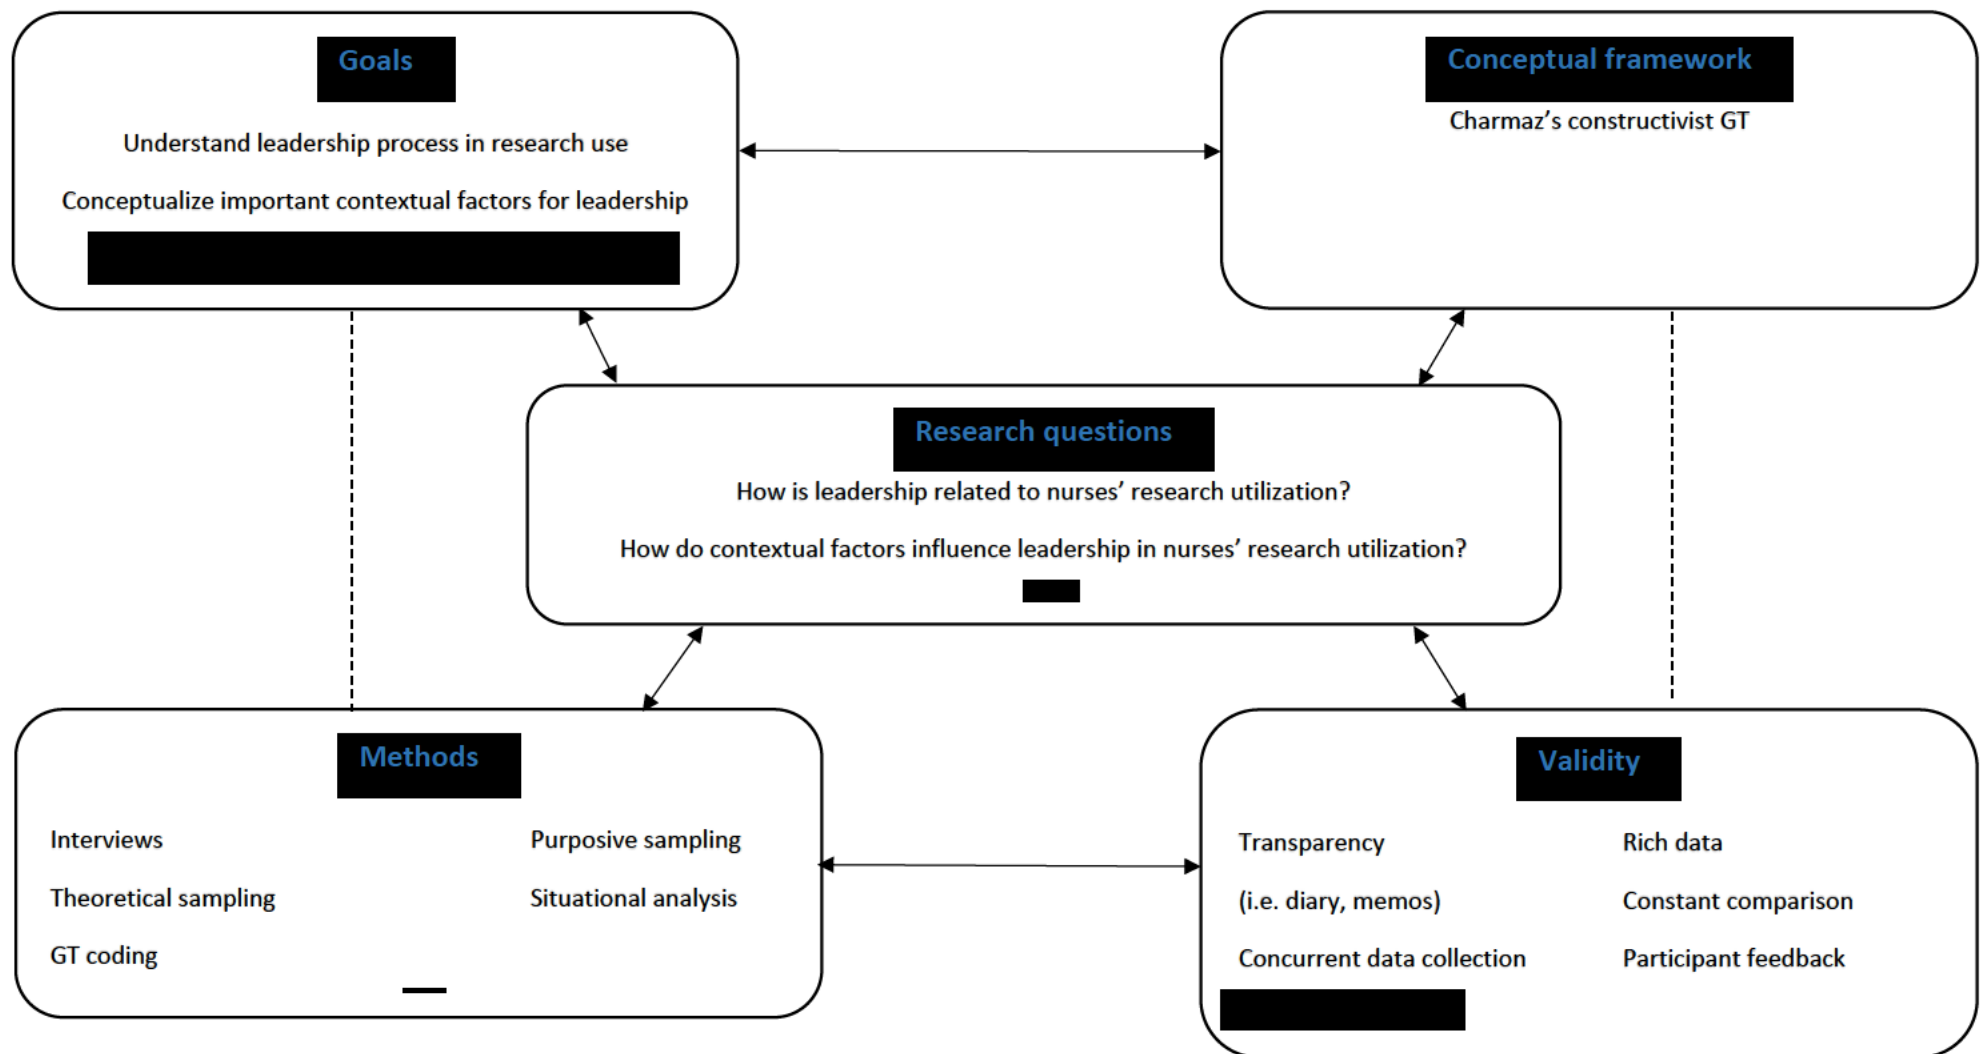 Goals
Understand leadership process in research use
Conceptualize important contextual factors for leadership
Conceptual framework
Charmaz’s constructivist GT
Research questions
How is leadership related to nurses’ research utilization?
How do contextual factors influence leadership in nurses’ research utilization?
Methods
Interviews
Purposive sampling
Theoretical sampling
Situational analysis
GT coding
Validity
Transparency
Rich data
(i.e. diary, memos)
Constant comparison
Concurrent data collection
Participant feedback